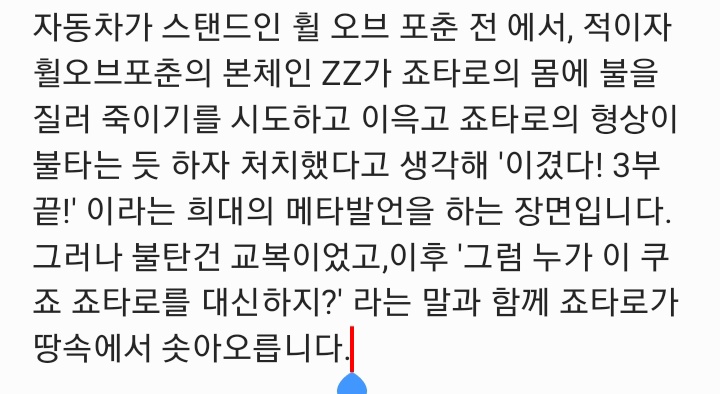 자동차가 스탠드인 휠 오브 포춘 전 에서, 적이자
휠오브포춘의 본체인 ZZ가 죠타로의 몸에 불을
질러 죽이기를 시도하고 이윽고 죠타로의 형상이
불타는 듯 하자 처치했다고 생각해 '이겼다! 3부
끝!' 이라는 희대의 메타발언을 하는 장면입니다.
그러나 불탄건 교복이었고,이후 '그럼 누가 이 쿠
죠 죠타로를 대신하지?' 라는 말과 함께 죠타로가
땅속에서 솟아오릅니다.